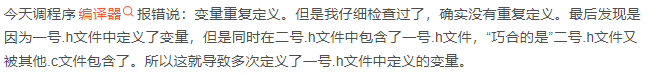 今天调程序 编译器 报错说：变量重复定义。但是我仔细检查过了，确实没有重复定义。最后发现是
因为一号.h文件中定义了变量，但是同时在二号.h文件中包含了一号.h文件，“巧合的是”二号.h文件又
被其他.c文件包含了。所以这就导致多次定义了一号.h文件中定义的变量。